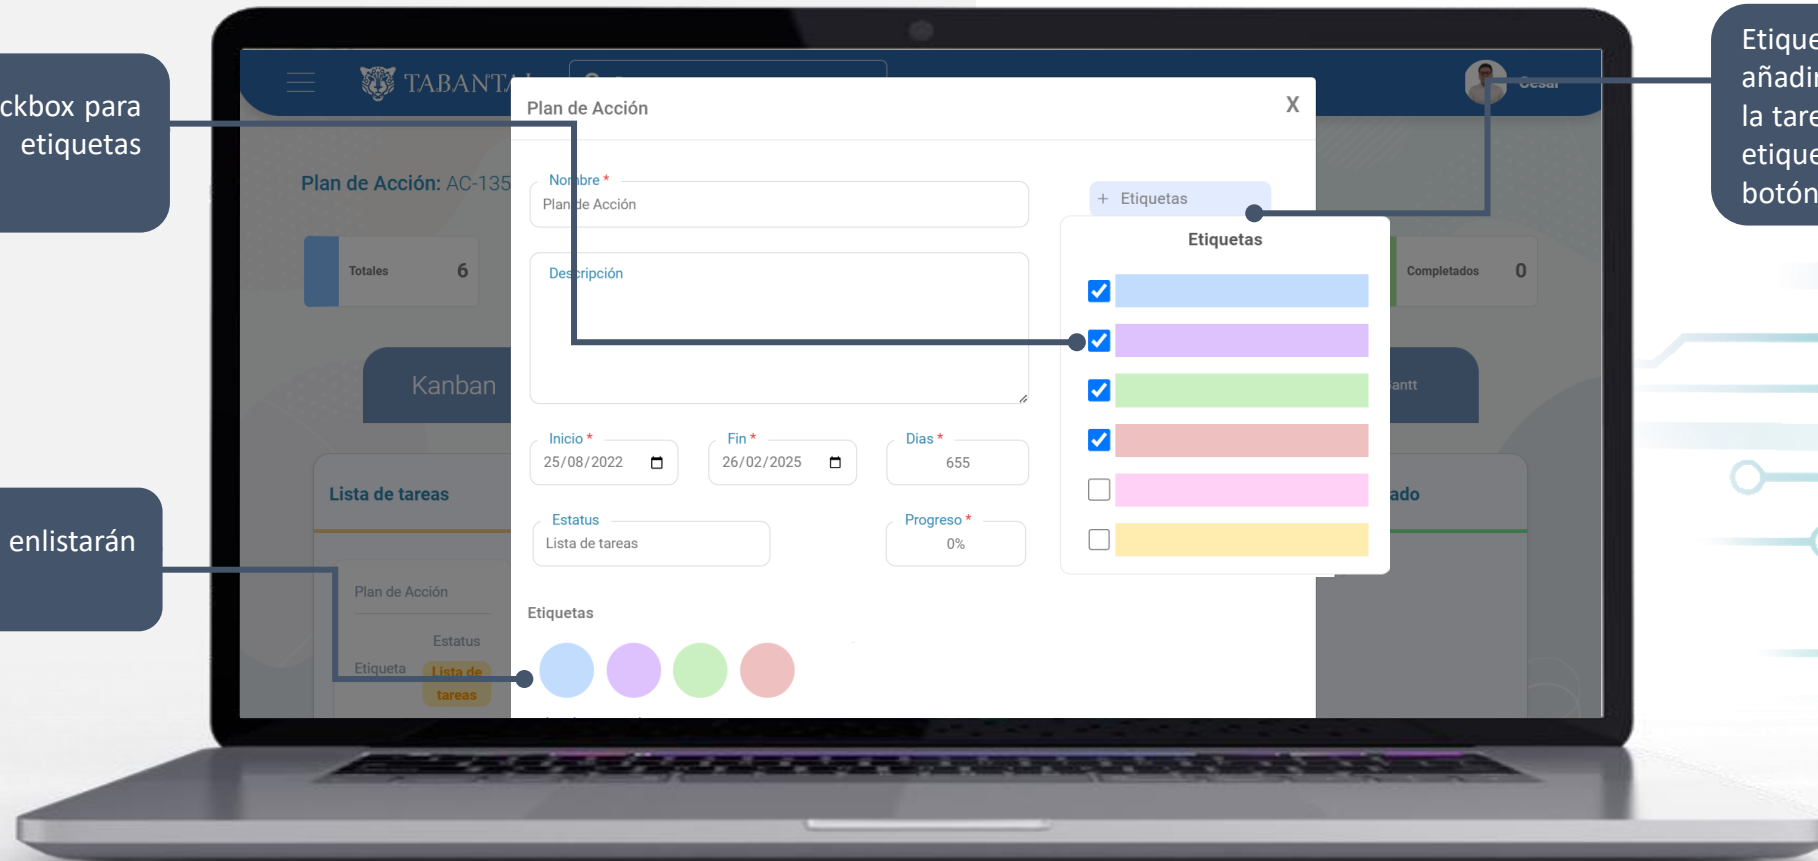 Etique
añadir
la tare
etique
botón
ckbox para
etiquetas
enlistarán
TABANTA
Cesar
Plan de Acción: AC-135
Totales 6
Completados 0
Kanban
antt
Lista de tareas
ado
Plan de Acción
Estatus
Etiqueta
Lista de
tareas
Plan de Acción X
Nombre *
Plan de Acción
Descripción
Inicio *
25/08/2022
Fin *
26/02/2025
Dias *
655
Estatus
Lista de tareas
Progreso *
0%
Etiquetas
+ Etiquetas
Etiquetas